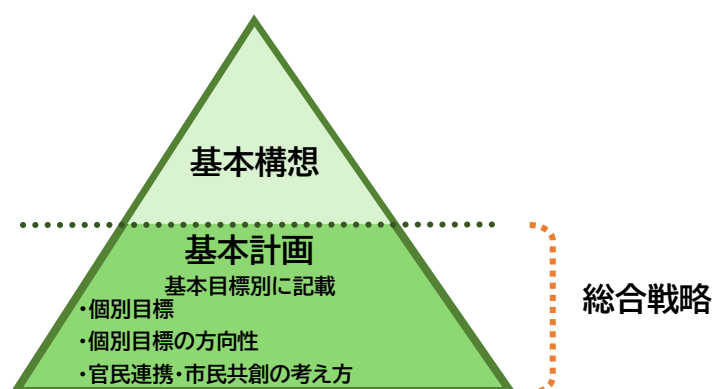 基本構想
基本計画
基本目標別に記載
・個別目標
・個別目標の方向性
・官民連携・市民共創の考え方
総合戦略